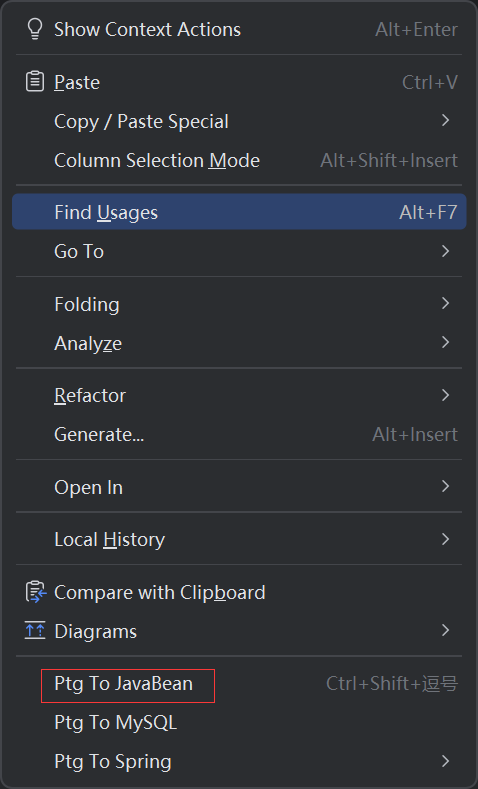 Show Context Actions Alt+Enter
Paste Ctrl+V
Copy / Paste Special
Column Selection Mode Alt+Shift+Insert
Find Usages Alt+F7
Go To
Folding
Analyze
Refactor
Generate... Alt+Insert
Open In
Local History
Compare with Clipboard
Diagrams
Ptg To JavaBean Ctrl+Shift+逗号
Ptg To MySQL
Ptg To Spring